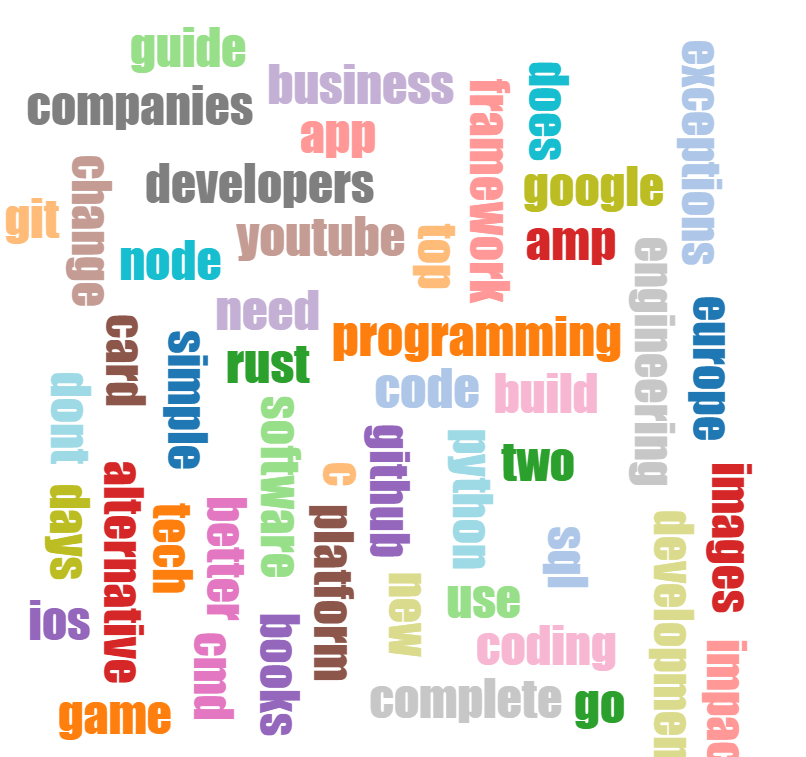 guide
business
companies
app
does
exceptions
framework
change
developers
google
git
youtube
top
amp
node
engineering
need
europe
card
simple
programming
rust
code
build
dont
software
github
python
two
c
alternative
images
days
tech
better
platform
sql
development
new
use
ios
books
cmd
coding
impac
game
complete
go